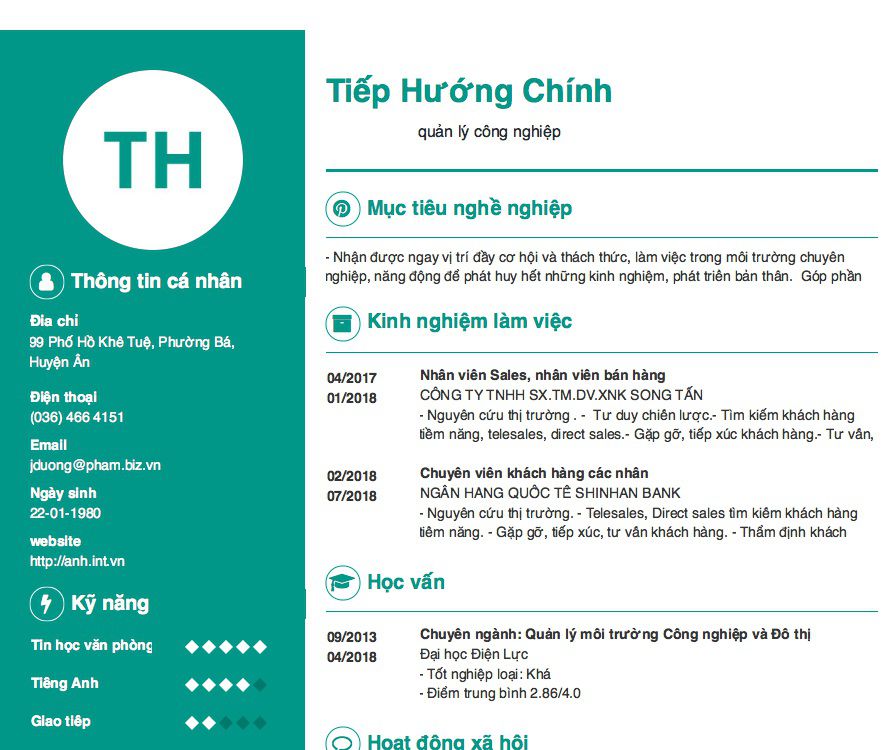 TH
Thông tin cá nhân
Đia chỉ
99 Phố Hồ Khê Tuệ, Phường Bá,
Huyện Ân
Điện thoại
(036) 466 4151
Email
jduong@pham.biz.vn
Ngày sinh
22-01-1980
website
http://anh.int.vn
Kỹ năng
Tin học văn phòng
Tiếng Anh
Giao tiếp
Tiếp Hướng Chính
quản lý công nghiệp
Mục tiêu nghề nghiệp
- Nhận được ngay vị trí đầy cơ hội và thách thức, làm việc trong môi trường chuyên
nghiệp, năng động để phát huy hết những kinh nghiệm, phát triên bản thân. Góp phần
Kinh nghiệm làm việc
04/2017
01/2018
Nhân viên Sales, nhân viên bán hàng
CÔNG TY TNHH SX.TM.DV.XNK SONG TẤN
- Nguyên cứu thị trường . - Tư duy chiên lược.- Tìm kiếm khách hàng
tiềm năng, telesales, direct sales.- Gặp gỡ, tiếp xúc khách hàng.- Tư vân,
02/2018
07/2018
Chuyên viên khách hàng các nhân
NGÂN HANG QUÔC TÊ SHINHAN BANK
- Nguyên cứu thị trường. - Telesales, Direct sales tìm kiêm khách hàng
tiêm năng. - Gặp gỡ, tiếp xúc, tư vân khách hàng. - Thẩm định khách
Học vấn
09/2013
04/2018
Chuyên ngành: Quản lý môi trường Công nghiệp và Đô thị
Đại học Điện Lực
- Tốt nghiệp loại: Khá
- Điểm trung bình 2.86/4.0
Hoạt động xã hội